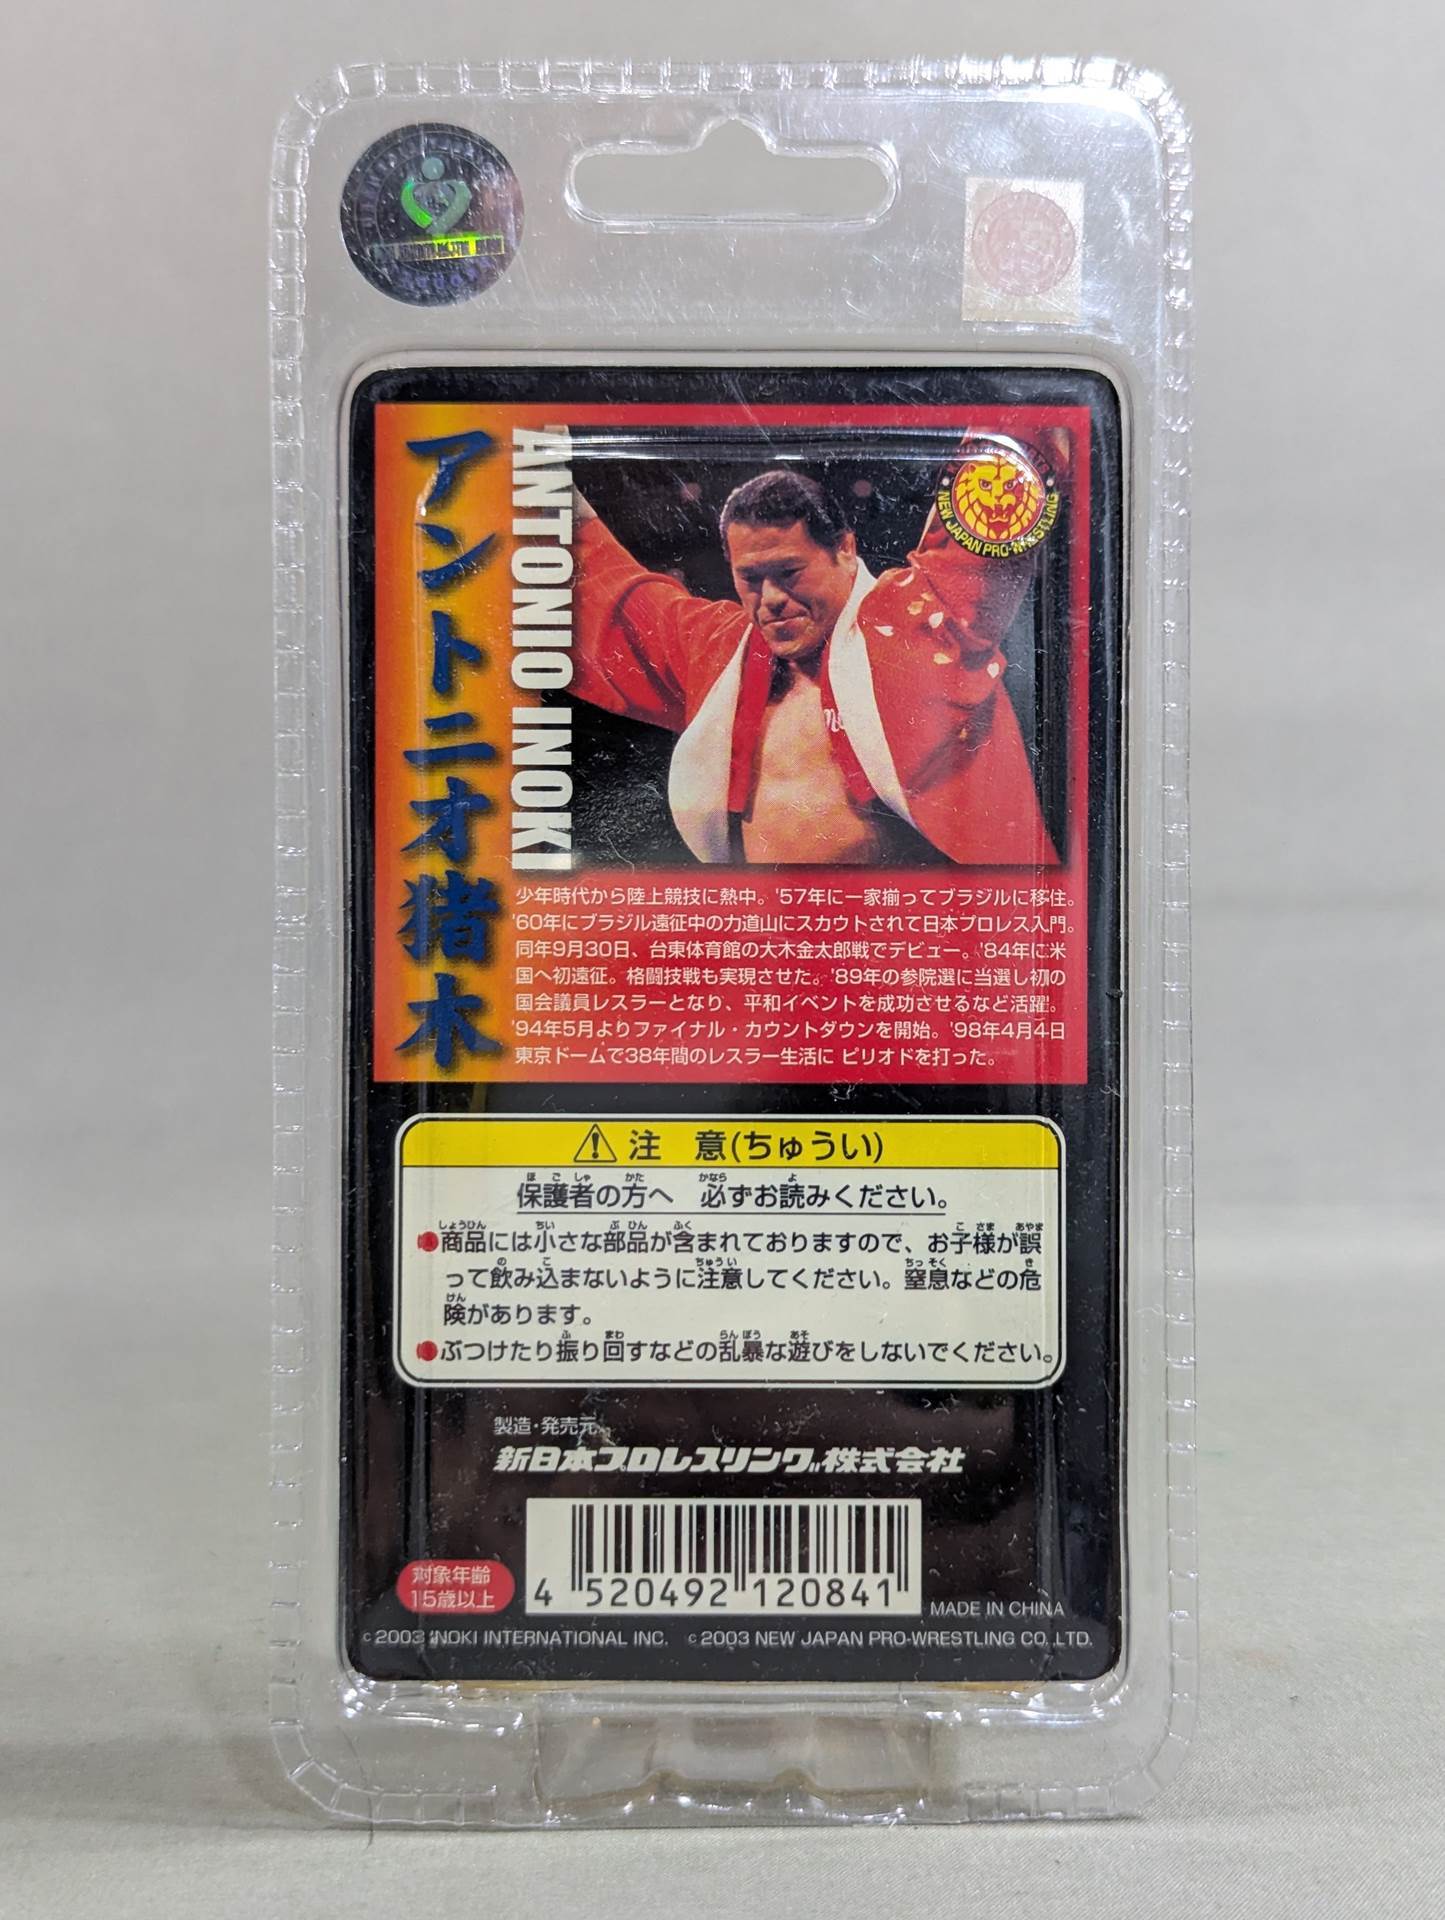 アントニオ猪木
ANTONIO INOKI
NEW JAPAN PRO-WRESTLING
少年時代から陸上競技に熱中。'57年に一家揃ってブラジルに移住。
'60年にブラジル遠征中の力道山にスカウトされて日本プロレス入門。
同年9月30日、台東体育館の大木金太郎戦でデビュー。'84年に米
国へ初遠征。格闘技戦も実現させた。'89年の参院選に当選し初の
国会議員レスラーとなり、平和イベントを成功させるなど活躍。
'94年5月よりファイナル・カウントダウンを開始。'98年4月4日
東京ドームで38年間のレスラー生活に ピリオドを打った。
注 意(ちゅうい)
保護者の方へ 必ずお読みください。
●商品には小さな部品が含まれておりますので、お子様が誤
って飲み込まないように注意してください。窒息などの危
険があります。
●ぶつけたり振り回すなどの乱暴な遊びをしないでください。
製造・発売元
新日本プロレスリング株式会社
対象年齢
15歳以上
4 520492 120841
MADE IN CHINA
©2003 INOKI INTERNATIONAL INC. ©2003 NEW JAPAN PRO-WRESTLING CO.,LTD.